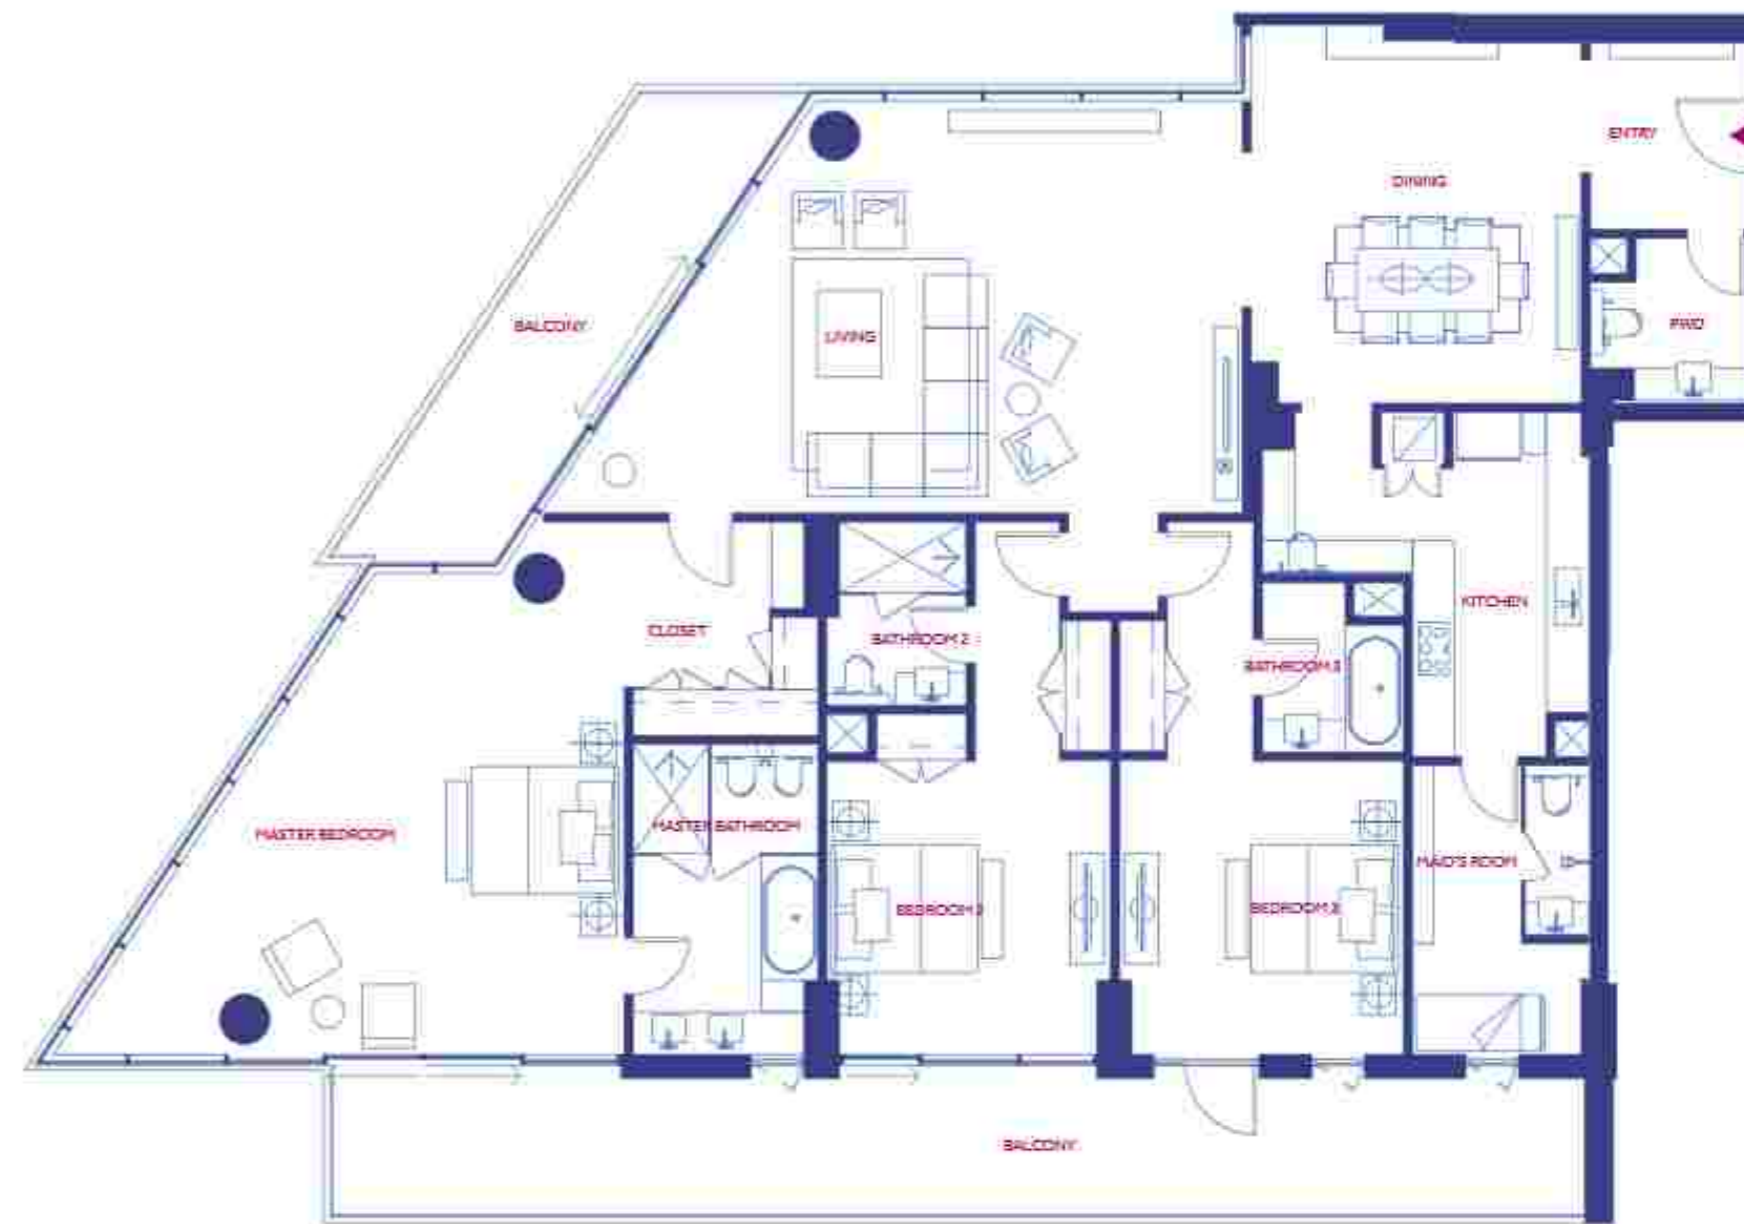 ENTRY
DINING
BALCONY
LIVING
PWD
KITCHEN
CLOSET
BATHROOM 2
BATHROOM 3
MASTER BATHROOM
MASTER BEDROOM
MAID'S ROOM
BEDROOM 2
BEDROOM 3
BALCONY